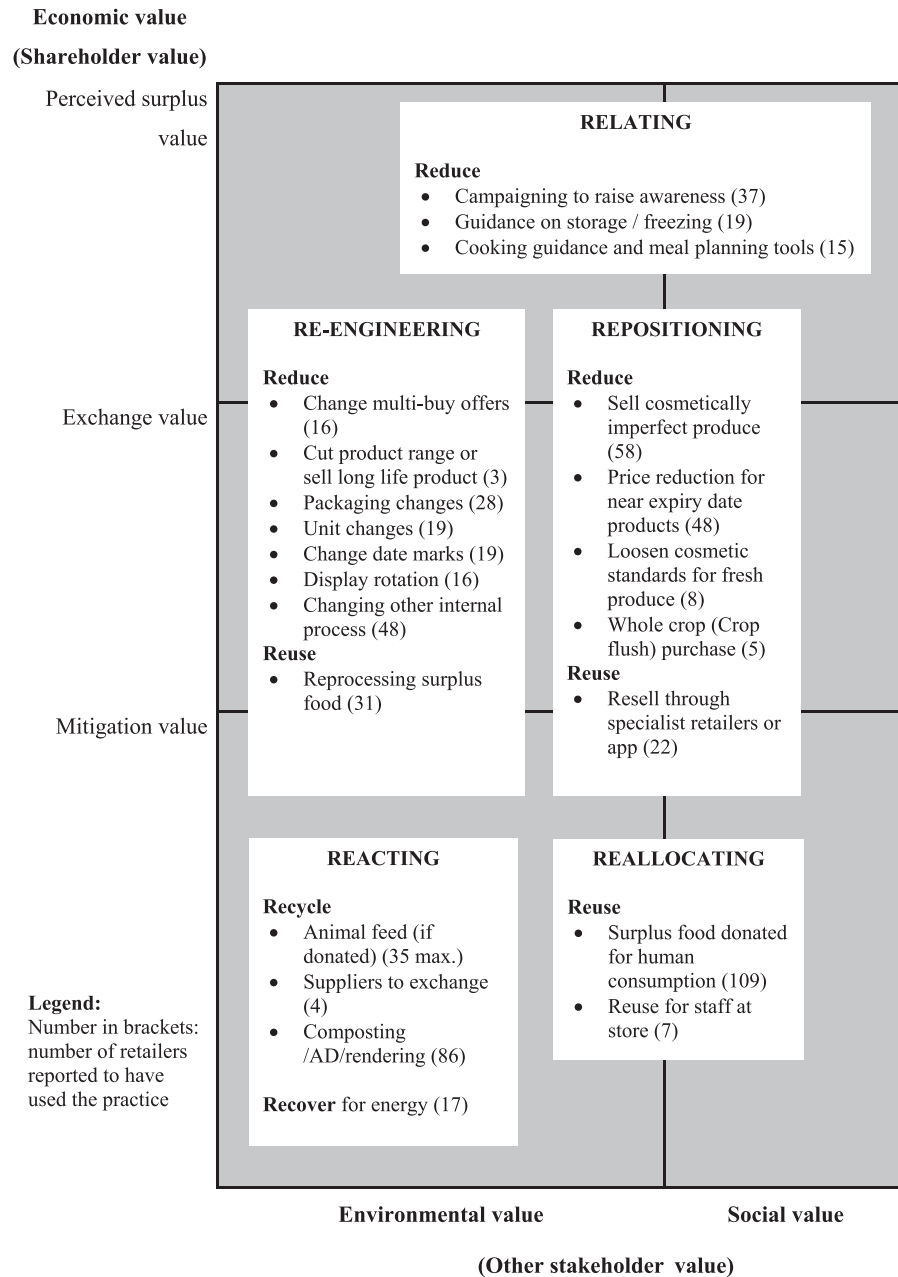 Economic value
(Shareholder value)
Perceived surplus
value
RELATING
Reduce
• Campaigning to raise awareness (37)
• Guidance on storage / freezing (19)
• Cooking guidance and meal planning tools (15)
RE-ENGINEERING
Reduce
• Change multi-buy offers
(16)
• Cut product range or
sell long life product (3)
• Packaging changes (28)
• Unit changes (19)
• Change date marks (19)
• Display rotation (16)
• Changing other internal
process (48)
Reuse
• Reprocessing surplus
food (31)
REPOSITIONING
Reduce
• Sell cosmetically
imperfect produce
(58)
• Price reduction for
near expiry date
products (48)
• Loosen cosmetic
standards for fresh
produce (8)
• Whole crop (Crop
flush) purchase (5)
Reuse
• Resell through
specialist retailers or
app (22)
Exchange value
Mitigation value
REACTING
Recycle
• Animal feed (if
donated) (35 max.)
• Suppliers to exchange
(4)
• Composting
/AD/rendering (86)
Recover for energy (17)
REALLOCATING
Reuse
• Surplus food donated
for human
consumption (109)
• Reuse for staff at
store (7)
Legend:
Number in brackets:
number of retailers
reported to have
used the practice
Environmental value
Social value
(Other stakeholder value)